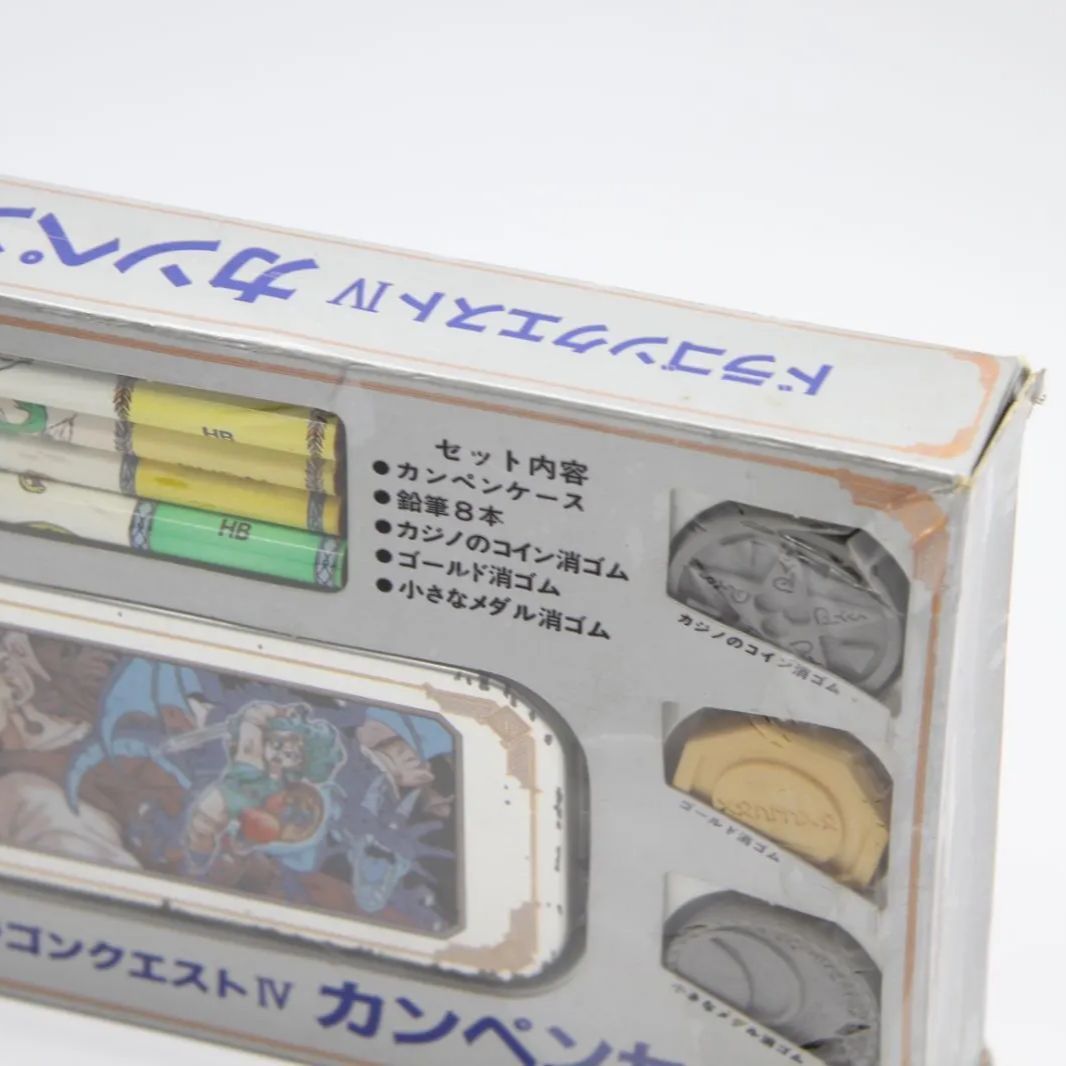 ドラゴンクエストIV カンペン
HB
HB
セット内容
●カンペンケース
●鉛筆8本
●カジノのコイン消ゴム
●ゴールド消ゴム
●小さなメダル消ゴム
カジノのコイン消ゴム
ゴールド消ゴム
小さなメダル消ゴム
ゴンクエストIV カンペン